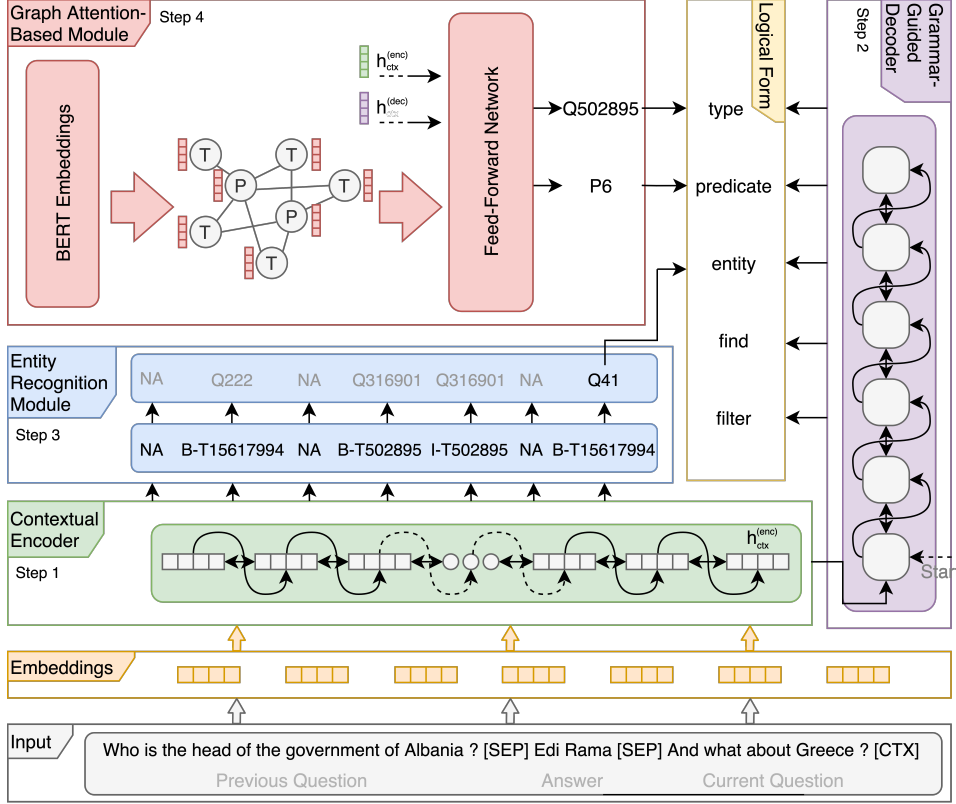 Graph Attention-
Based Module
Step 4
BERT Embeddings
T
T
P
T
P
T
T
h(enc)
ctx
h(dec)
Feed-Forward Network
Q502895
P6
Logical Form
type
predicate
entity
find
filter
Grammar-
Guided
Decoder
Step 2
Star
Entity
Recognition
Module
Step 3
NA Q222 NA Q316901 Q316901 NA Q41
NA B-T15617994 NA B-T502895 I-T502895 NA B-T15617994
Contextual
Encoder
Step 1
h(enc)
ctx
Embeddings
Input
Who is the head of the government of Albania ? [SEP] Edi Rama [SEP] And what about Greece ? [CTX]
Previous Question Answer Current Question